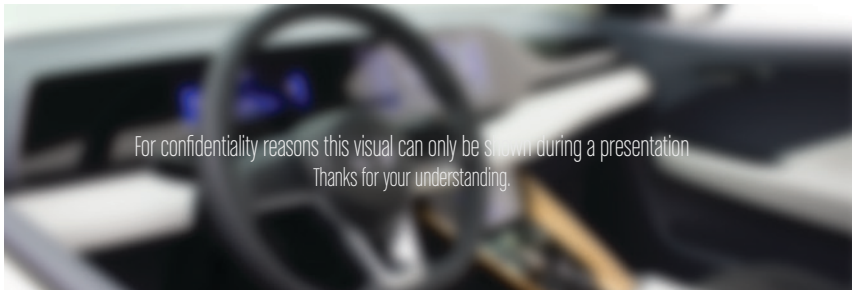 For confidentiality reasons this visual can only be shown during a presentation
Thanks for your understanding.